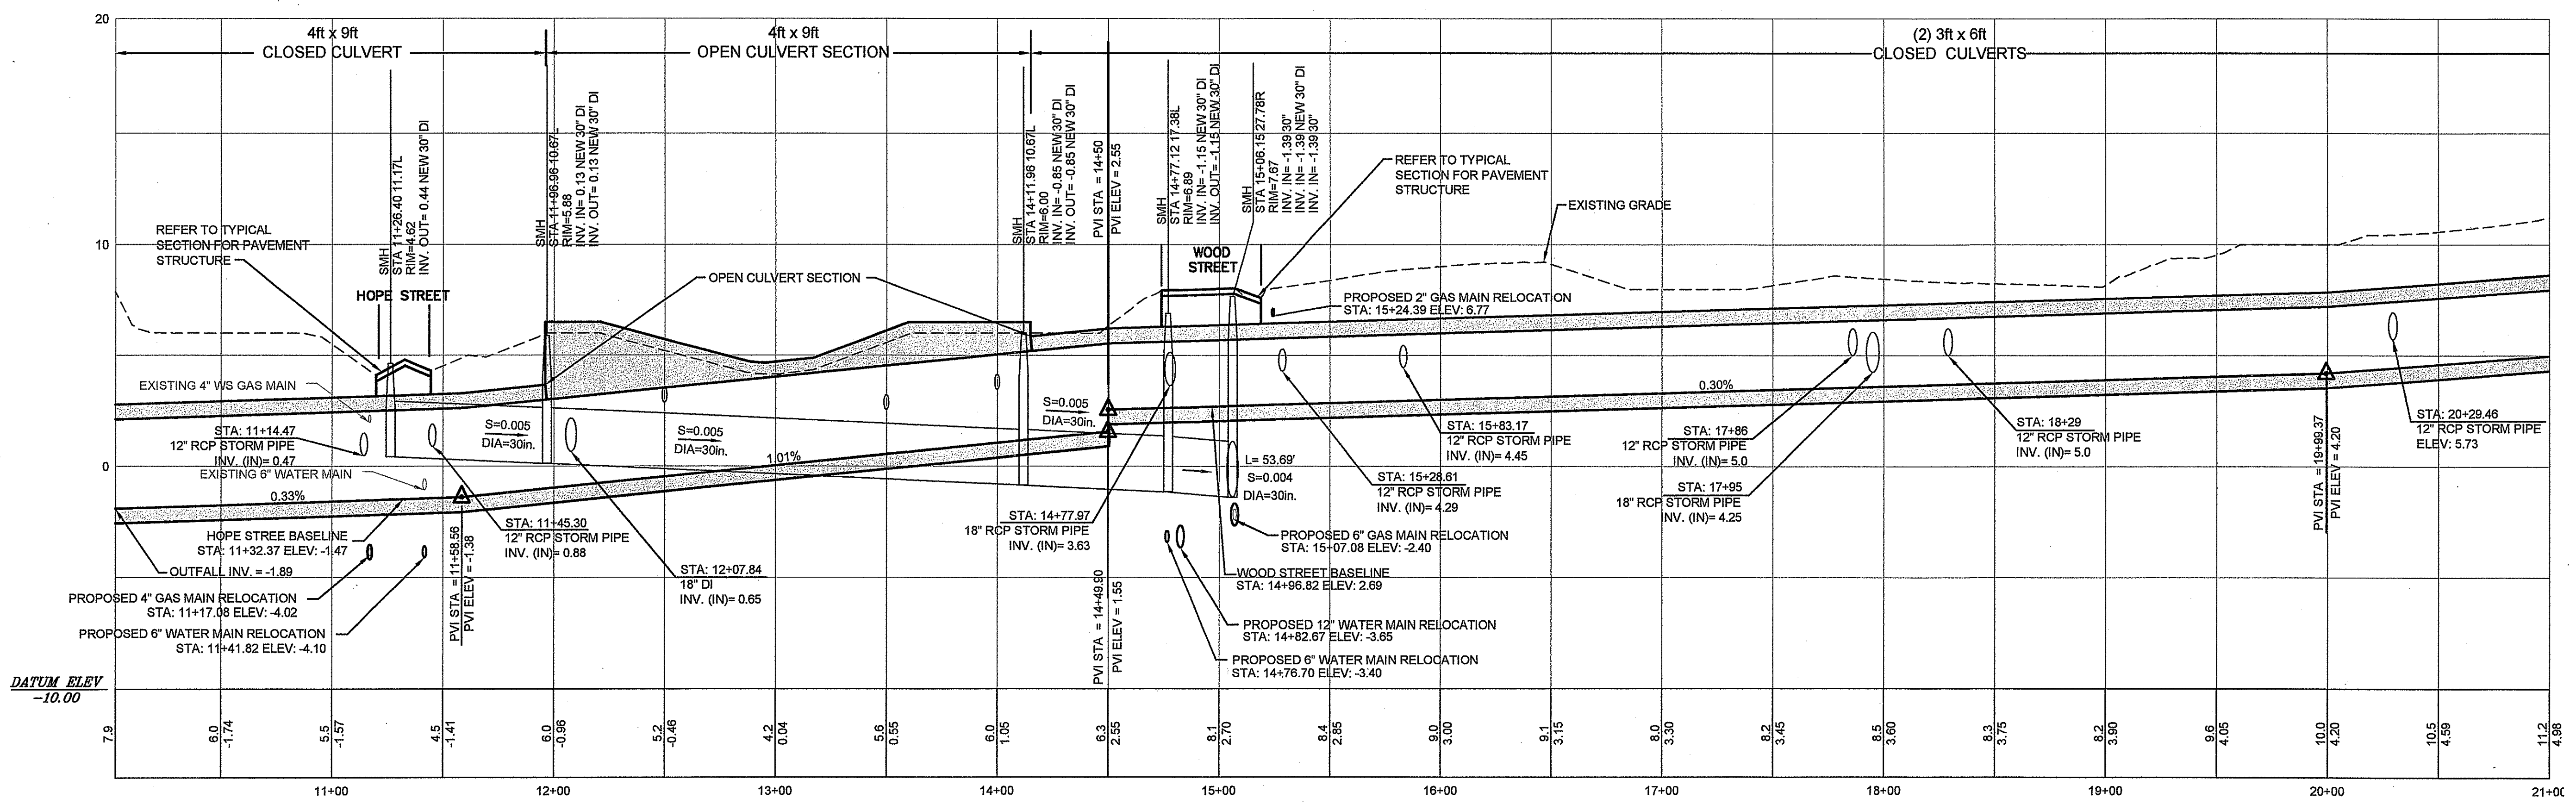 20
10
0
DATUM ELEV
-10.00
4ft x 9ft
CLOSED CULVERT
4ft x 9ft
OPEN CULVERT SECTION
(2) 3ft x 6ft
CLOSED CULVERTS
REFER TO TYPICAL
SECTION FOR PAVEMENT
STRUCTURE
SMH
STA 11+26.40 11.17L
RIM=4.62
INV. OUT= 0.44 NEW 30" DI
HOPE STREET
SMH
STA 11+96.96 10.67L
RIM=5.88
INV. IN= 0.13 NEW 30" DI
INV. OUT= 0.13 NEW 30" DI
OPEN CULVERT SECTION
SMH
STA 14+11.96 10.67L
RIM=6.00
INV. IN= -0.85 NEW 30" DI
INV. OUT= -0.85 NEW 30" DI
PVI STA = 14+50
PVI ELEV = 2.55
SMH
STA 14+77.12 17.38L
RIM=6.89
INV. IN= -1.15 NEW 30" DI
INV. OUT= -1.15 NEW 30" DI
WOOD
STREET
SMH
STA 15+06.15 27.78R
RIM=7.67
INV. IN= -1.39 30"
INV. IN= -1.39 NEW 30" DI
INV. IN= -1.39 30"
REFER TO TYPICAL
SECTION FOR PAVEMENT
STRUCTURE
EXISTING GRADE
PROPOSED 2" GAS MAIN RELOCATION
STA: 15+24.39 ELEV: 6.77
EXISTING 4" WS GAS MAIN
STA: 11+14.47
12" RCP STORM PIPE
INV. (IN)= 0.47
EXISTING 6" WATER MAIN
0.33%
HOPE STREE BASELINE
STA: 11+32.37 ELEV: -1.47
OUTFALL INV. = -1.89
PROPOSED 4" GAS MAIN RELOCATION
STA: 11+17.08 ELEV: -4.02
PROPOSED 6" WATER MAIN RELOCATION
STA: 11+41.82 ELEV: -4.10
PVI STA = 11+58.56
PVI ELEV = -1.38
S=0.005
DIA=30in.
STA: 11+45.30
12" RCP STORM PIPE
INV. (IN)= 0.88
S=0.005
DIA=30in.
STA: 12+07.84
18" DI
INV. (IN)= 0.65
1.01%
S=0.005
DIA=30in.
STA: 14+77.97
18" RCP STORM PIPE
INV. (IN)= 3.63
PVI STA = 14+49.90
PVI ELEV = 1.55
L= 53.69'
S=0.004
DIA=30in.
PROPOSED 6" GAS MAIN RELOCATION
STA: 15+07.08 ELEV: -2.40
WOOD STREET BASELINE
STA: 14+96.82 ELEV: 2.69
PROPOSED 12" WATER MAIN RELOCATION
STA: 14+82.67 ELEV: -3.65
PROPOSED 6" WATER MAIN RELOCATION
STA: 14+76.70 ELEV: -3.40
STA: 15+28.61
12" RCP STORM PIPE
INV. (IN)= 4.29
STA: 15+83.17
12" RCP STORM PIPE
INV. (IN)= 4.45
0.30%
STA: 17+86
12" RCP STORM PIPE
INV. (IN)= 5.0
STA: 17+95
18" RCP STORM PIPE
INV. (IN)= 4.25
STA: 18+29
12" RCP STORM PIPE
INV. (IN)= 5.0
PVI STA = 19+99.37
PVI ELEV = 4.20
STA: 20+29.46
12" RCP STORM PIPE
ELEV: 5.73
7.9
6.0
-1.74
5.5
-1.57
4.5
-1.41
6.0
-0.96
5.2
-0.46
4.2
0.04
0.6
0.55
6.0
1.05
6.3
2.55
8.1
2.70
8.4
2.85
9.0
3.00
9.1
3.15
8.0
3.30
8.2
3.45
8.5
3.60
8.3
3.75
8.2
3.90
9.6
4.05
10.0
4.20
10.5
4.59
11.2
4.98
11+00
12+00
13+00
14+00
15+00
16+00
17+00
18+00
19+00
20+00
21+00